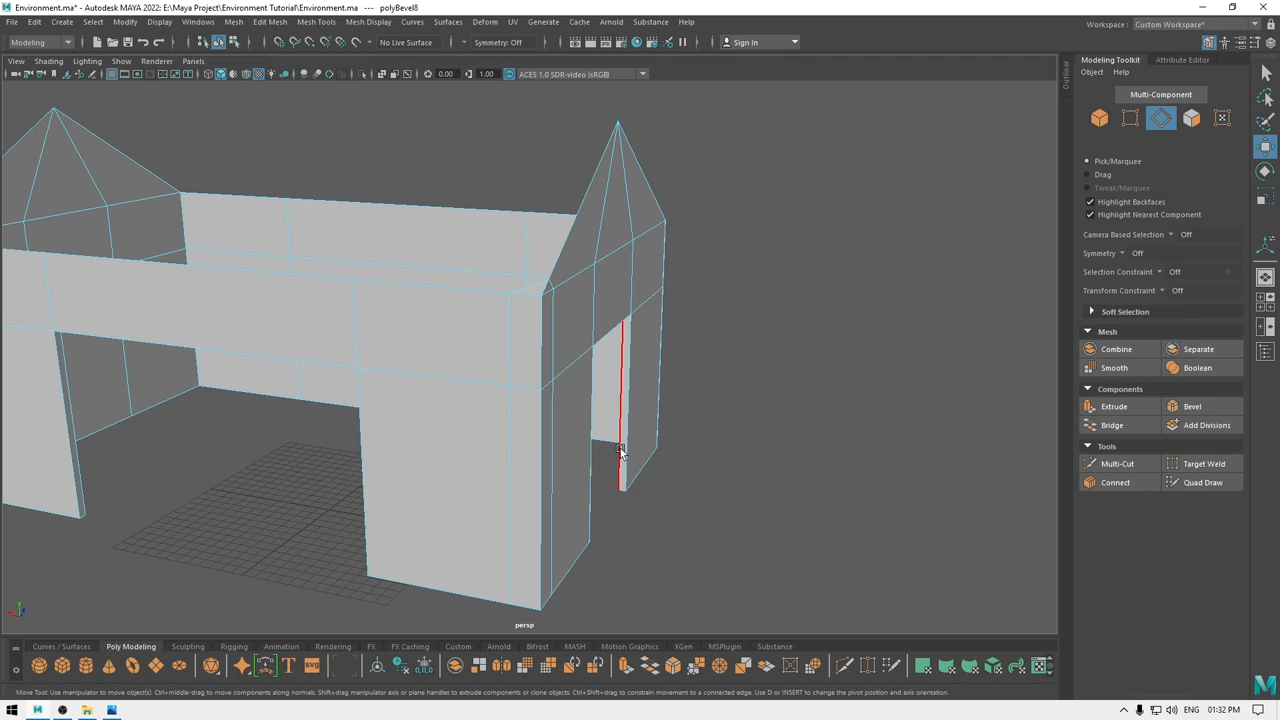 Environment.ma* - Autodesk MAYA 2022: E:\Maya Project\Environment Tutorial\Environment.ma --- polyBevel8
File Edit Create Select Modify Display Windows Mesh Edit Mesh Mesh Tools Mesh Display Curves Surfaces Deform UV Generate Cache Arnold Substance Help
Workspace : Custom Workspace*
Modeling No Live Surface Symmetry: Off Sign In
View Shading Lighting Show Renderer Panels
0.00 1.00 ACES 1.0 SDR-video (sRGB)
Outliner
Modeling Toolkit Attribute Editor
Object Help
Multi-Component
Pick/Marquee
Drag
Tweak/Marquee
Highlight Backfaces
Highlight Nearest Component
Camera Based Selection Off
Symmetry Off
Selection Constraint Off
Transform Constraint Off
Soft Selection
Mesh
Combine Separate
Smooth Boolean
Components
Extrude Bevel
Bridge Add Divisions
Tools
Multi-Cut Target Weld
Connect Quad Draw
persp
Curves / Surfaces Poly Modeling Sculpting Rigging Animation Rendering FX FX Caching Custom Arnold Bifrost MASH Motion Graphics XGen MSPlugin Substance
T SVG
Move Tool: Use manipulator to move object(s). Ctrl+middle-drag to move components along normals. Shift+drag manipulator axis or plane handles to extrude components or clone objects. Ctrl+Shift+drag to constrain movement to a connected edge. Use D or INSERT to change the pivot position and axis orientation.
ENG 01:32 PM